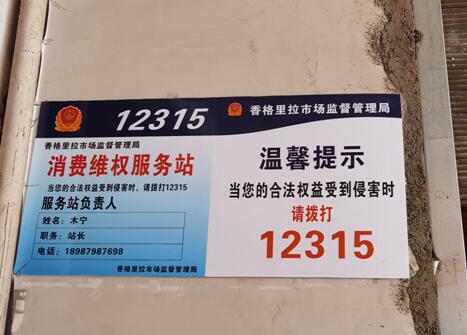 12315
香格里拉市场监督管理局
消费维权服务站
当您的合法权益受到侵害时，请拨打12315
服务站负责人
姓名：木宁
职务：站长
电话：18987987698
香格里拉市场监督管理局
香格里拉市场监督管理局
温馨提示
当您的合法权益受到侵害时
请拨打
12315